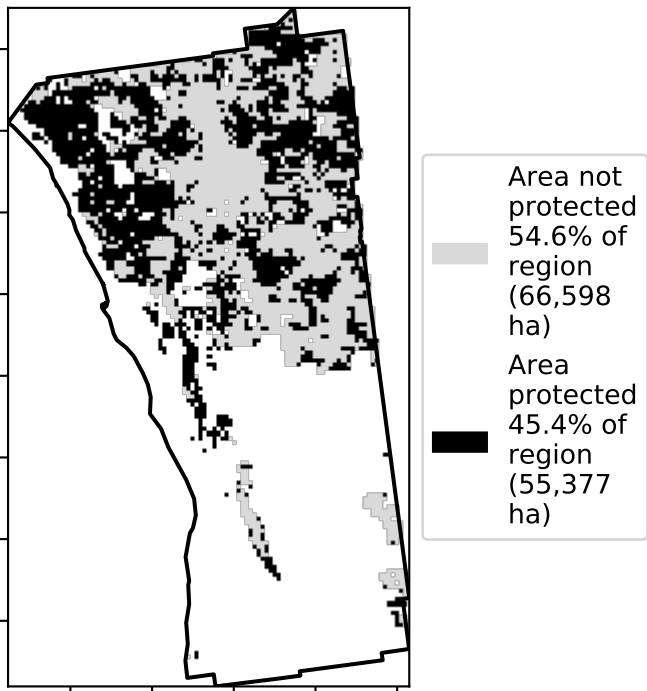 Area not
protected
54.6% of
region
(66,598
ha)
Area
protected
45.4% of
region
(55,377
ha)